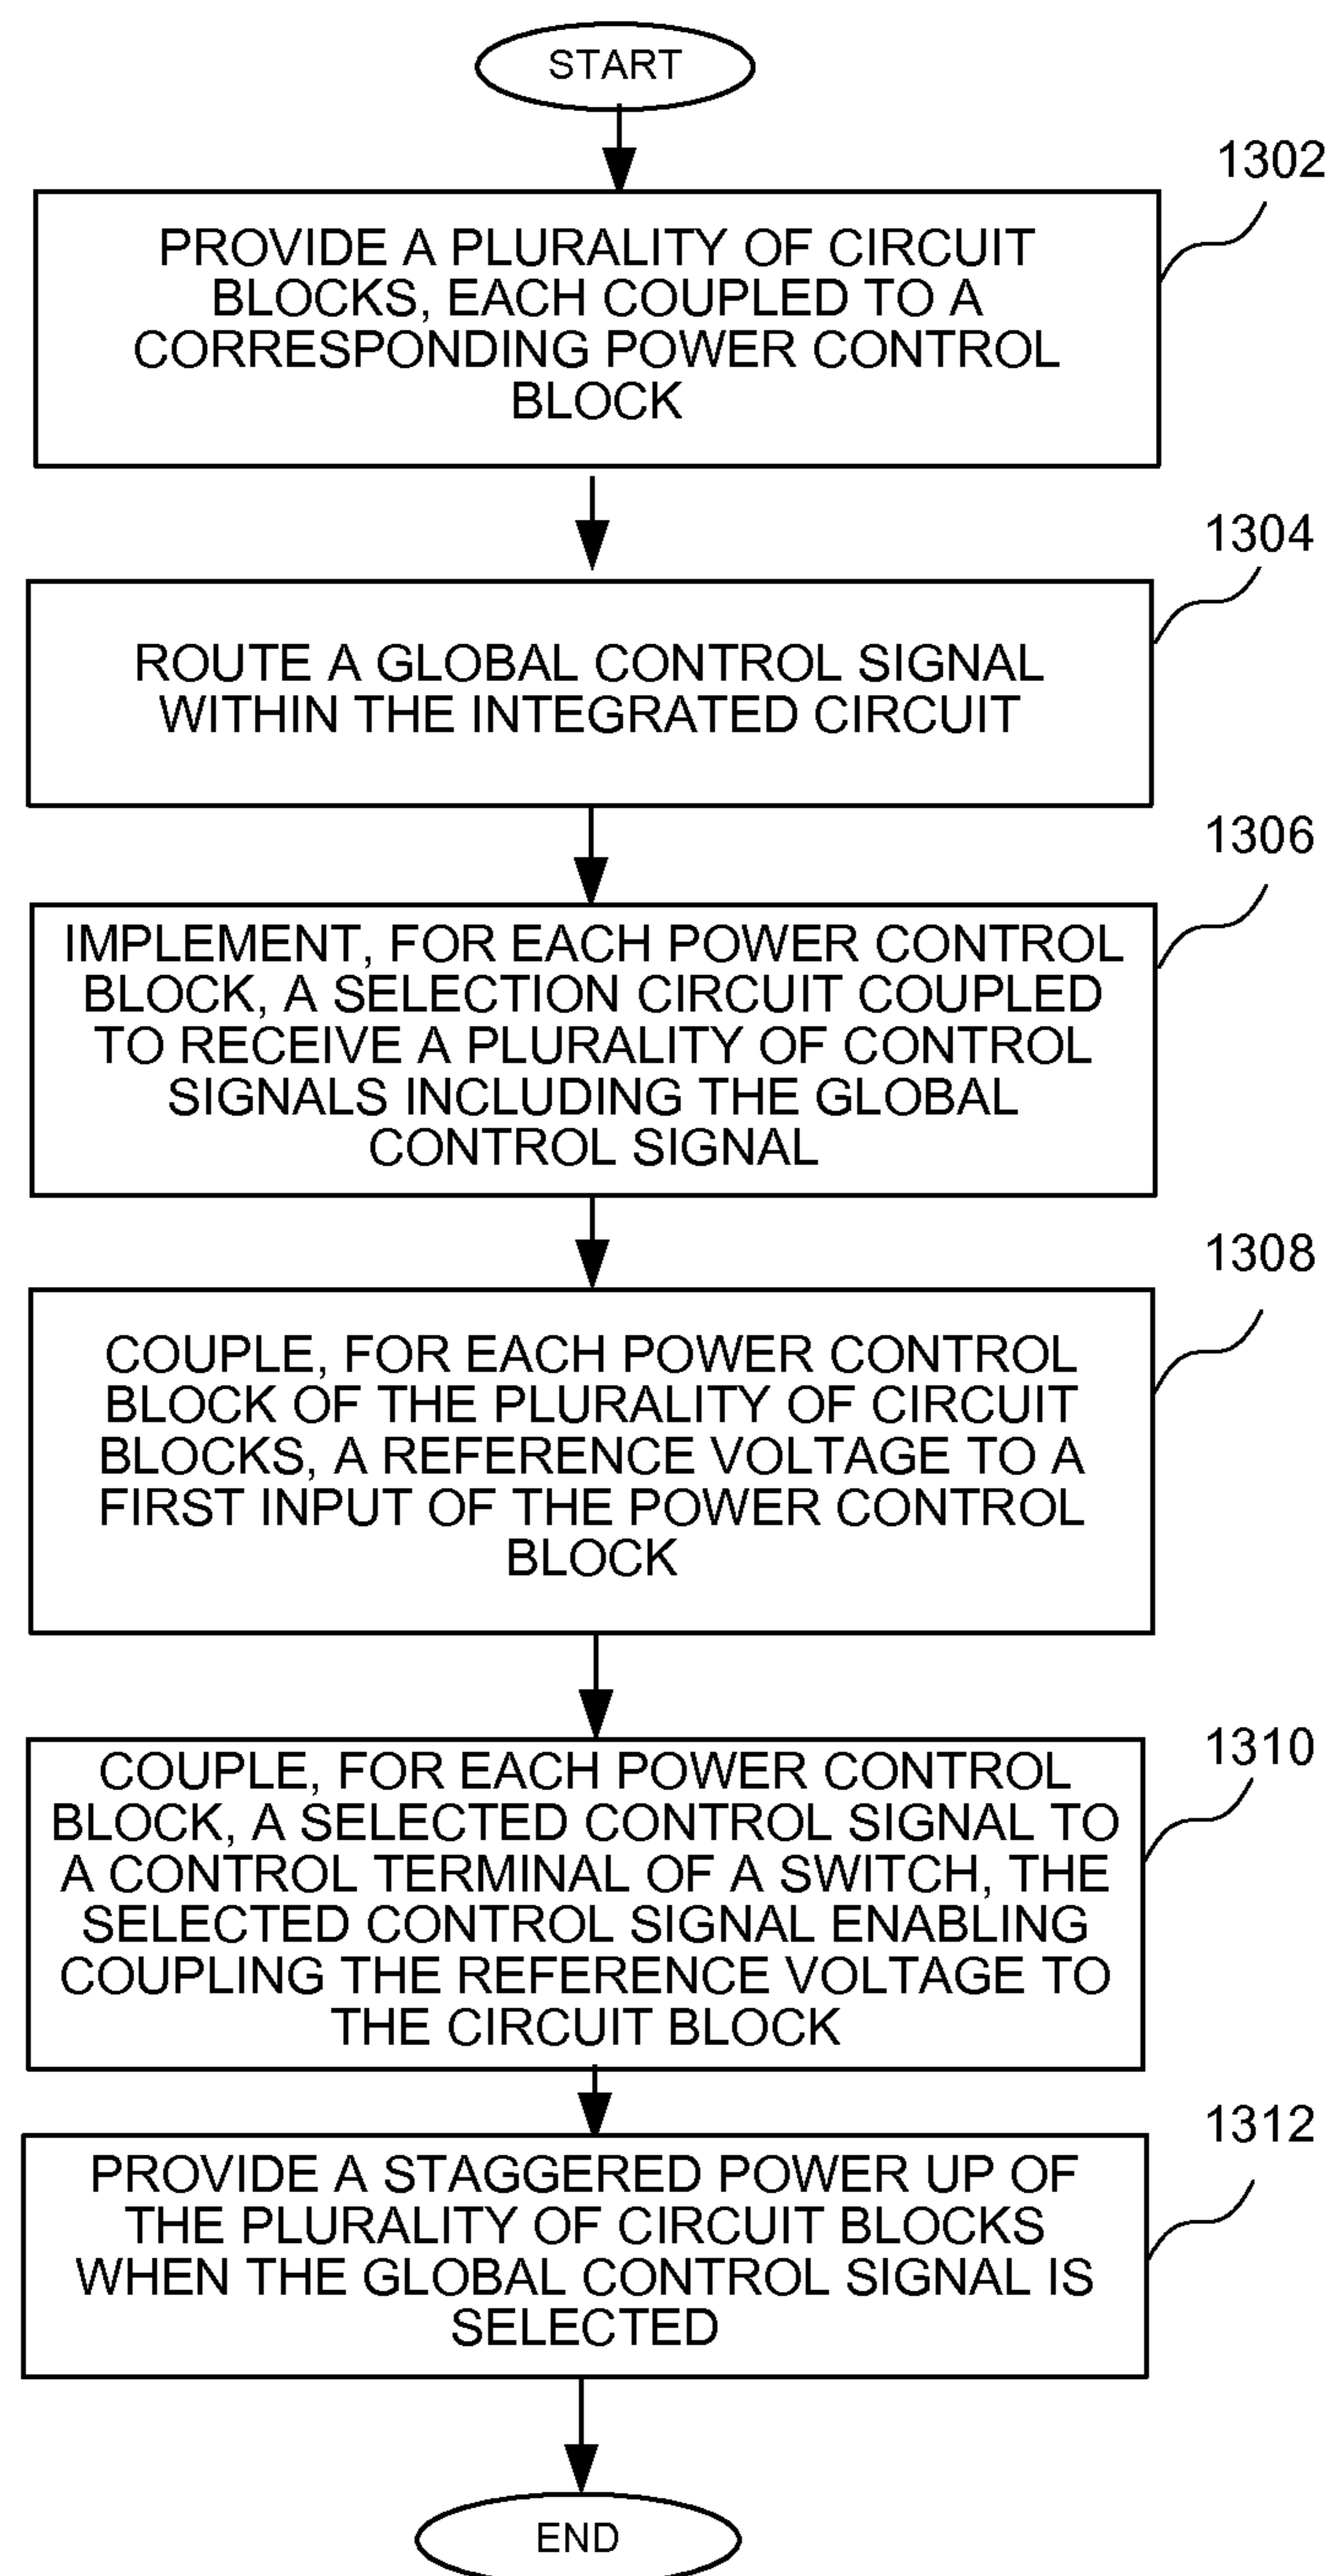 START
1302
PROVIDE A PLURALITY OF CIRCUIT
BLOCKS, EACH COUPLED TO A
CORRESPONDING POWER CONTROL
BLOCK
1304
ROUTE A GLOBAL CONTROL SIGNAL
WITHIN THE INTEGRATED CIRCUIT
1306
IMPLEMENT, FOR EACH POWER CONTROL
BLOCK, A SELECTION CIRCUIT COUPLED
TO RECEIVE A PLURALITY OF CONTROL
SIGNALS INCLUDING THE GLOBAL
CONTROL SIGNAL
1308
COUPLE, FOR EACH POWER CONTROL
BLOCK OF THE PLURALITY OF CIRCUIT
BLOCKS, A REFERENCE VOLTAGE TO A
FIRST INPUT OF THE POWER CONTROL
BLOCK
1310
COUPLE, FOR EACH POWER CONTROL
BLOCK, A SELECTED CONTROL SIGNAL TO
A CONTROL TERMINAL OF A SWITCH, THE
SELECTED CONTROL SIGNAL ENABLING
COUPLING THE REFERENCE VOLTAGE TO
THE CIRCUIT BLOCK
1312
PROVIDE A STAGGERED POWER UP OF
THE PLURALITY OF CIRCUIT BLOCKS
WHEN THE GLOBAL CONTROL SIGNAL IS
SELECTED
END